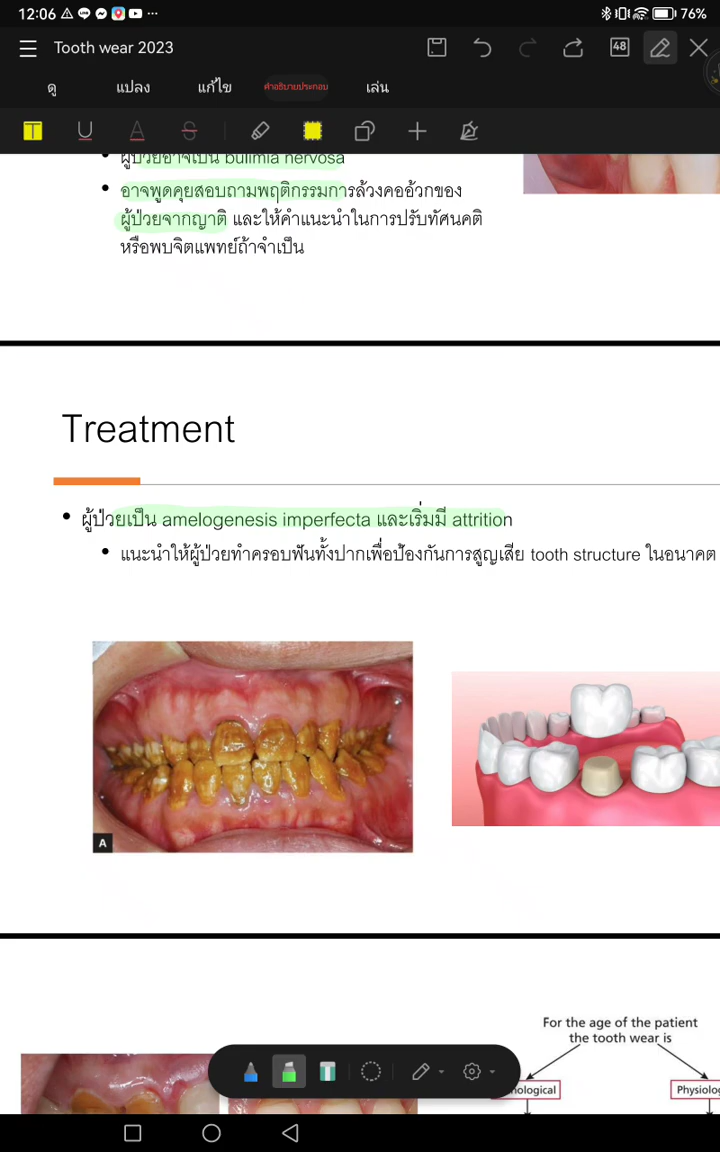 12:06
76%
Tooth wear 2023
48
ดู แปลง แก้ไข คำอธิบายประกอบ เล่น
T U A S
ผู้ป่วยอาจเป็น bulimia nervosa
อาจพูดคุยสอบถามพฤติกรรมการล้วงคออ้วกของ
ผู้ป่วยจากญาติ และให้คำแนะนำในการปรับทัศนคติ
หรือพบจิตแพทย์ถ้าจำเป็น
Treatment
ผู้ป่วยเป็น amelogenesis imperfecta และเริ่มมี attrition
แนะนำให้ผู้ป่วยทำครอบฟันทั้งปากเพื่อป้องกันการสูญเสีย tooth structure ในอนาคต
A
For the age of the patient
the tooth wear is